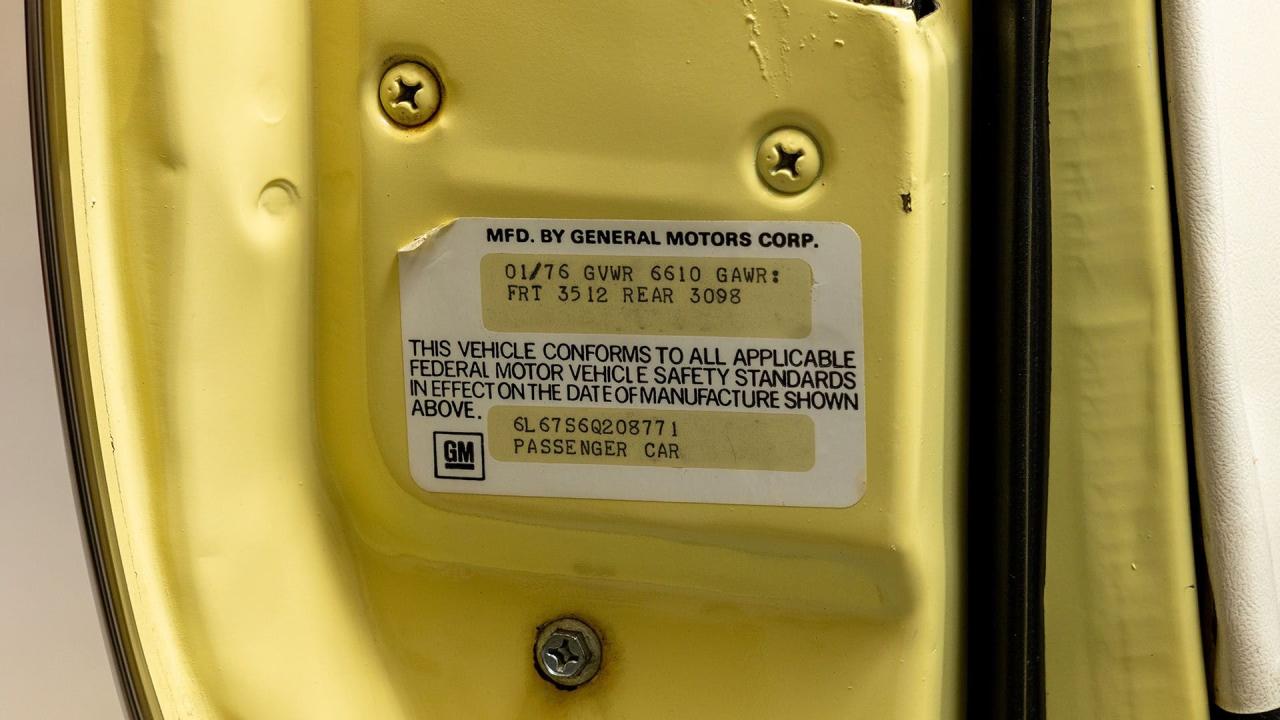 MFD. BY GENERAL MOTORS CORP.
01/76 GVWR 6610 GAWR:
FRT 3512 REAR 3098
THIS VEHICLE CONFORMS TO ALL APPLICABLE
FEDERAL MOTOR VEHICLE SAFETY STANDARDS
IN EFFECT ON THE DATE OF MANUFACTURE SHOWN
ABOVE.
6L67S6Q208771
PASSENGER CAR
GM